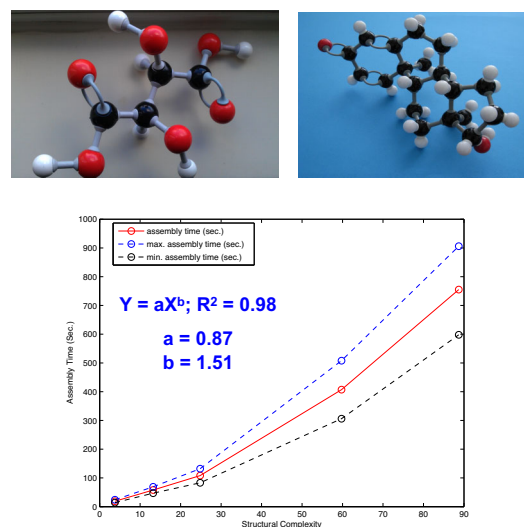 1000
900
800
700
600
500
400
300
200
100
0
Assembly Time (Sec.)
assembly time (sec.)
max. assembly time (sec.)
min. assembly time (sec.)
Y = aX^b; R² = 0.98
a = 0.87
b = 1.51
0 10 20 30 40 50 60 70 80 90
Structural Complexity